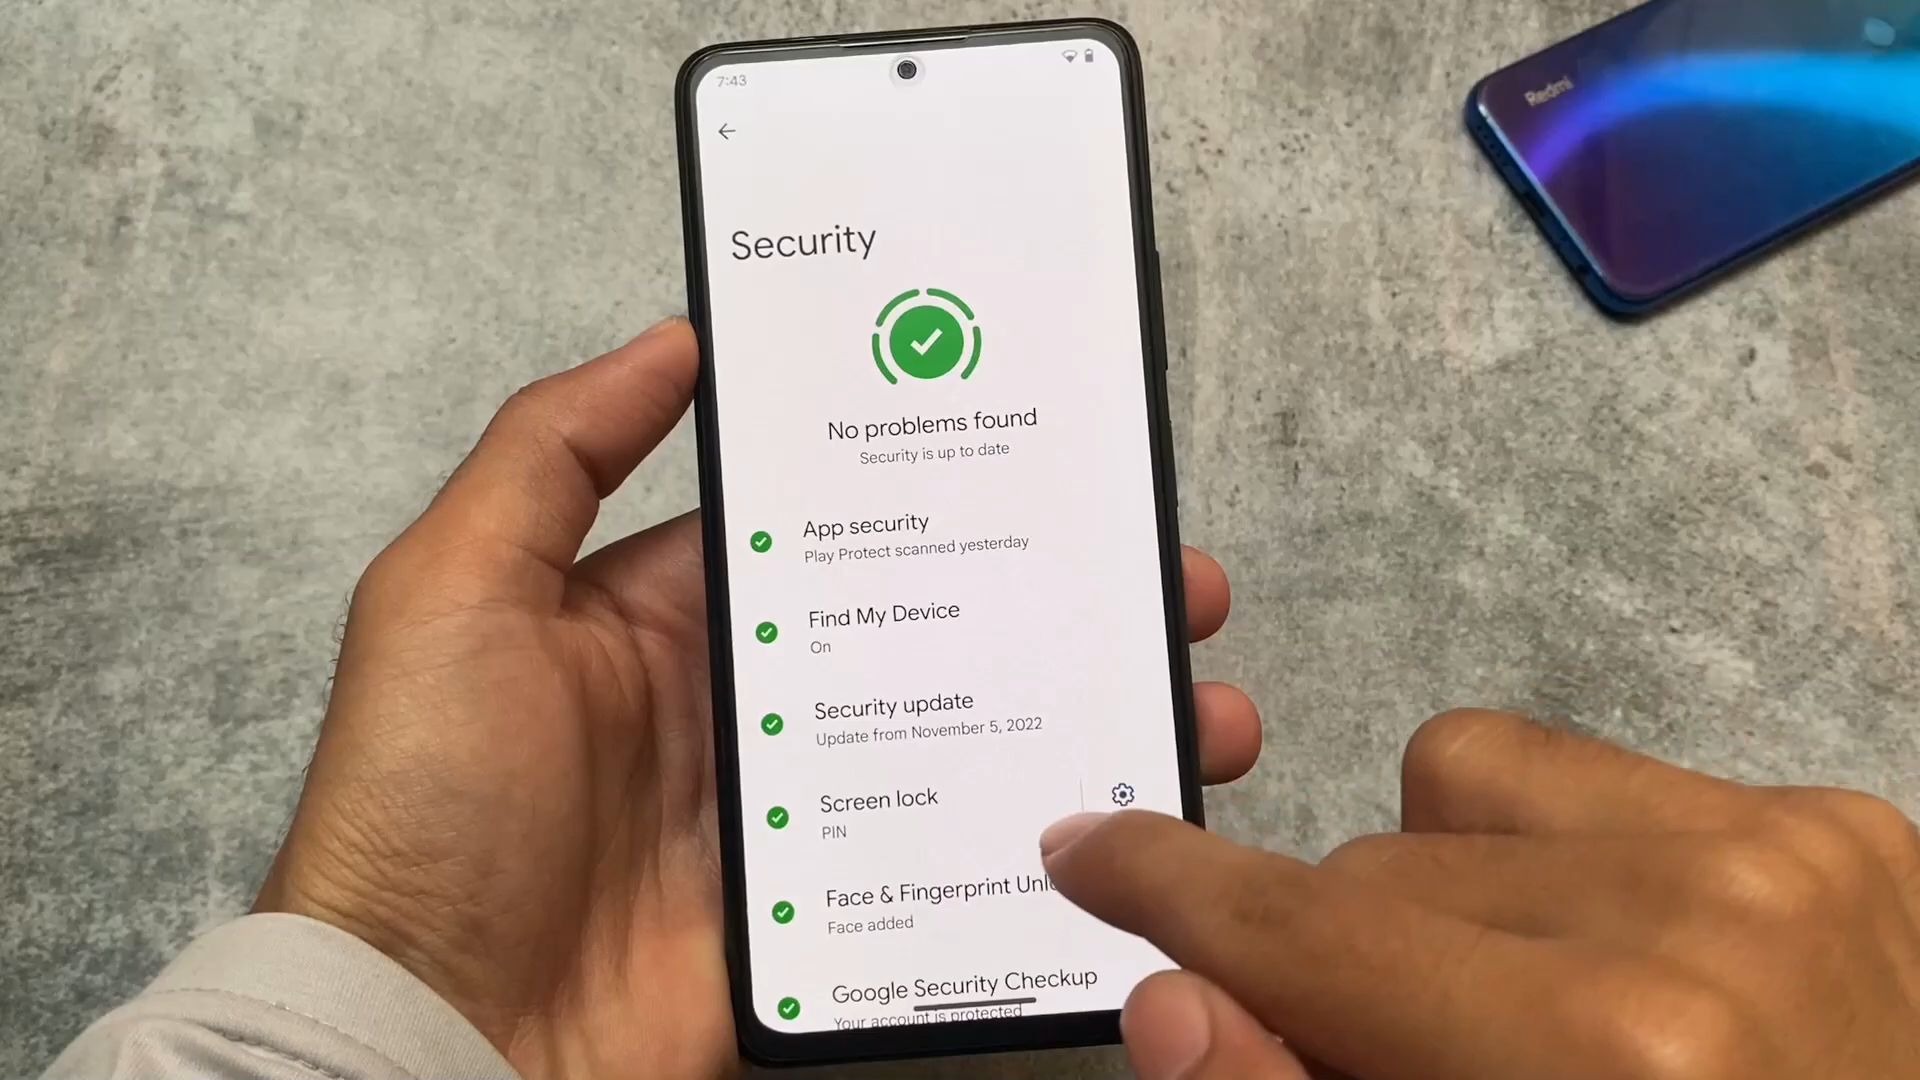 7:43
Redmi
Security
No problems found
Security is up to date
App security
Play Protect scanned yesterday
Find My Device
On
Security update
Update from November 5, 2022
Screen lock
PIN
Face & Fingerprint
Face added
Google Security Checkup
Your account is protected